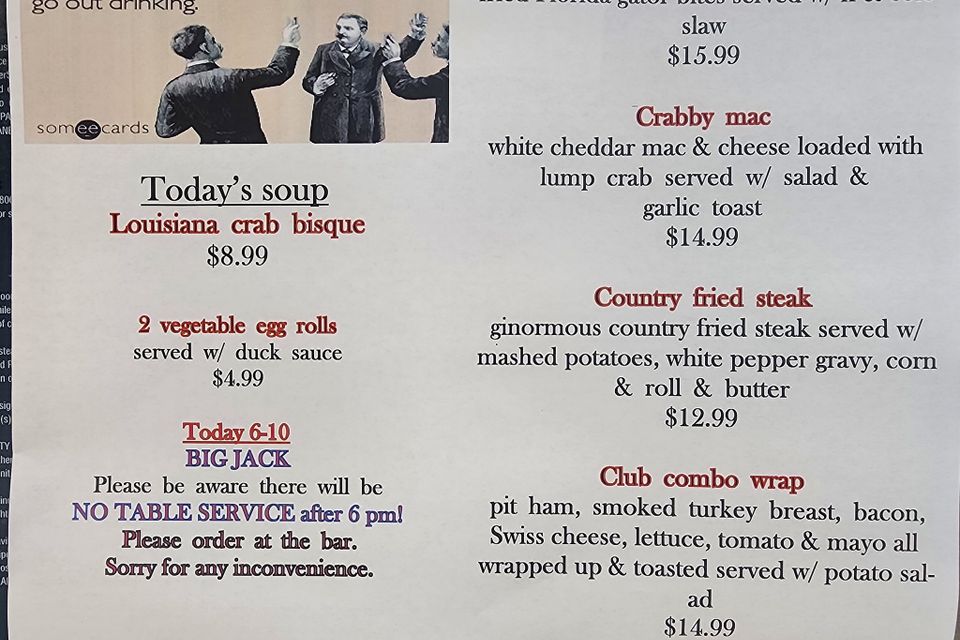 go out drinking.
someecards
Today's soup
Louisiana crab bisque
$8.99
2 vegetable egg rolls
served w/ duck sauce
$4.99
Today 6-10
BIG JACK
Please be aware there will be
NO TABLE SERVICE after 6 pm!
Please order at the bar.
Sorry for any inconvenience.
fried Florida gator bites served w/
slaw
$15.99
Crabby mac
white cheddar mac & cheese loaded with
lump crab served w/ salad &
garlic toast
$14.99
Country fried steak
ginormous country fried steak served w/
mashed potatoes, white pepper gravy, corn
& roll & butter
$12.99
Club combo wrap
pit ham, smoked turkey breast, bacon,
Swiss cheese, lettuce, tomato & mayo all
wrapped up & toasted served w/ potato sal-
ad
$14.99